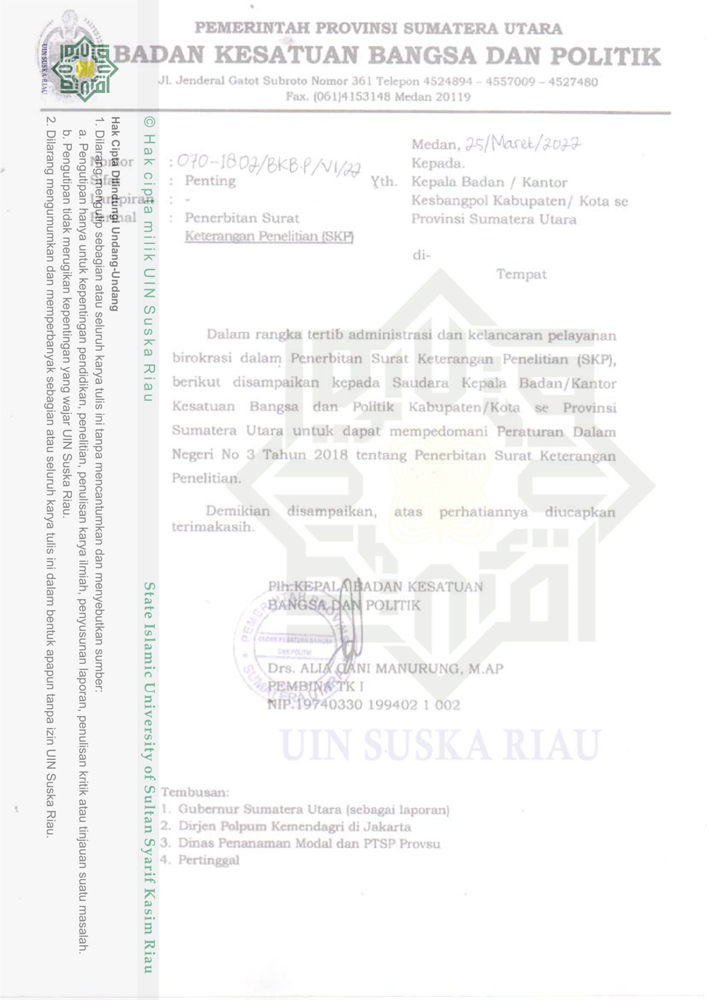 PEMERINTAH PROVINSI SUMATERA UTARA
BADAN KESATUAN BANGSA DAN POLITIK
Jl. Jenderal Gatot Subroto Nomor 361 Telepon 4524894 – 4557009 – 4527480
Fax. (061)4153148 Medan 20119
UIN SUSKA RIAU
Medan, 25/Maret/2022
Kepada.
Nomor : 070-1802/BKB.P/VI/22
Sifat : Penting
Yth. Kepala Badan / Kantor
Lampiran : -
Kesbangpol Kabupaten/ Kota se
Perihal : Penerbitan Surat
Provinsi Sumatera Utara
Keterangan Penelitian (SKP)
di-
Tempat
Dalam rangka tertib administrasi dan kelancaran pelayanan
birokrasi dalam Penerbitan Surat Keterangan Penelitian (SKP),
berikut disampaikan kepada Saudara Kepala Badan/Kantor
Kesatuan Bangsa dan Politik Kabupaten/Kota se Provinsi
Sumatera Utara untuk dapat mempedomani Peraturan Dalam
Negeri No 3 Tahun 2018 tentang Penerbitan Surat Keterangan
Penelitian.
Demikian disampaikan, atas perhatiannya diucapkan
terimakasih.
Plh.KEPALA BADAN KESATUAN
BANGSA DAN POLITIK
PEMERINTAH PROVINSI
BADAN KESATUAN BANGSA
DAN POLITIK
SUMATERA UTARA
Drs. ALIA GANI MANURUNG, M.AP
PEMBINA TK I
NIP.19740330 199402 1 002
UIN SUSKA RIAU
Tembusan:
1. Gubernur Sumatera Utara (sebagai laporan)
2. Dirjen Polpum Kemendagri di Jakarta
3. Dinas Penanaman Modal dan PTSP Provsu
4. Pertinggal
© Hak cipta milik UIN Suska Riau
State Islamic University of Sultan Syarif Kasim Riau
Hak Cipta Dilindungi Undang-Undang
1. Dilarang mengutip sebagian atau seluruh karya tulis ini tanpa mencantumkan dan menyebutkan sumber:
a. Pengutipan hanya untuk kepentingan pendidikan, penelitian, penulisan karya ilmiah, penyusunan laporan, penulisan kritik atau tinjauan suatu masalah.
b. Pengutipan tidak merugikan kepentingan yang wajar UIN Suska Riau.
2. Dilarang mengumumkan dan memperbanyak sebagian atau seluruh karya tulis ini dalam bentuk apapun tanpa izin UIN Suska Riau.